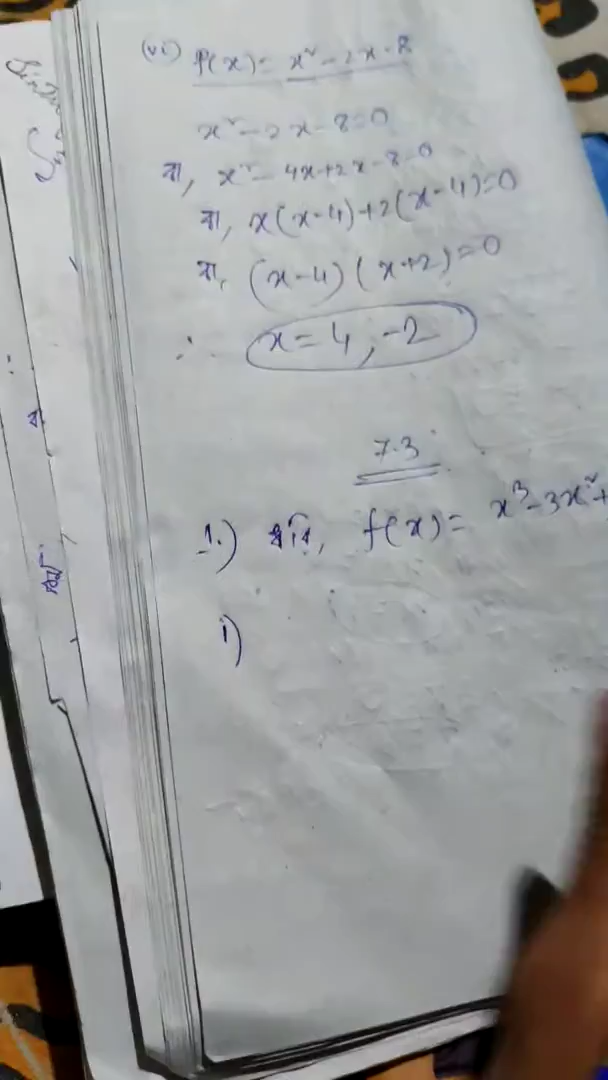 (vi) f(x) = x² - 2x - 8
x² - 2x - 8 = 0
বা, x² - 4x + 2x - 8 = 0
বা, x(x-4) + 2(x-4) = 0
বা, (x-4) (x+2) = 0
∴ x = 4, -2
7.3
1.) ধরি, f(x) = x³ - 3x² +
i)